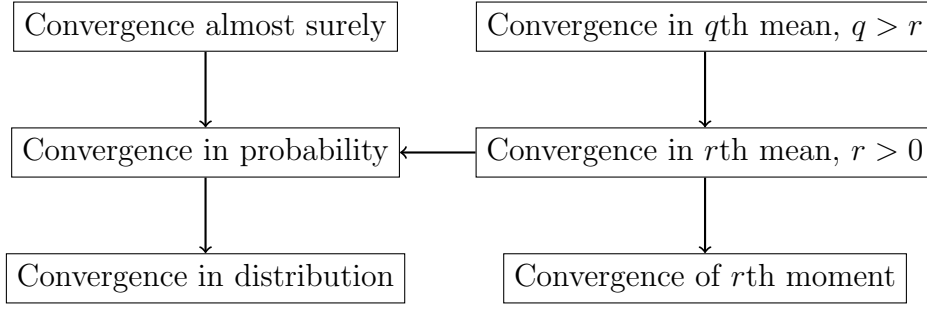 Convergence almost surely
Convergence in qth mean, q > r
Convergence in probability
Convergence in rth mean, r > 0
Convergence in distribution
Convergence of rth moment